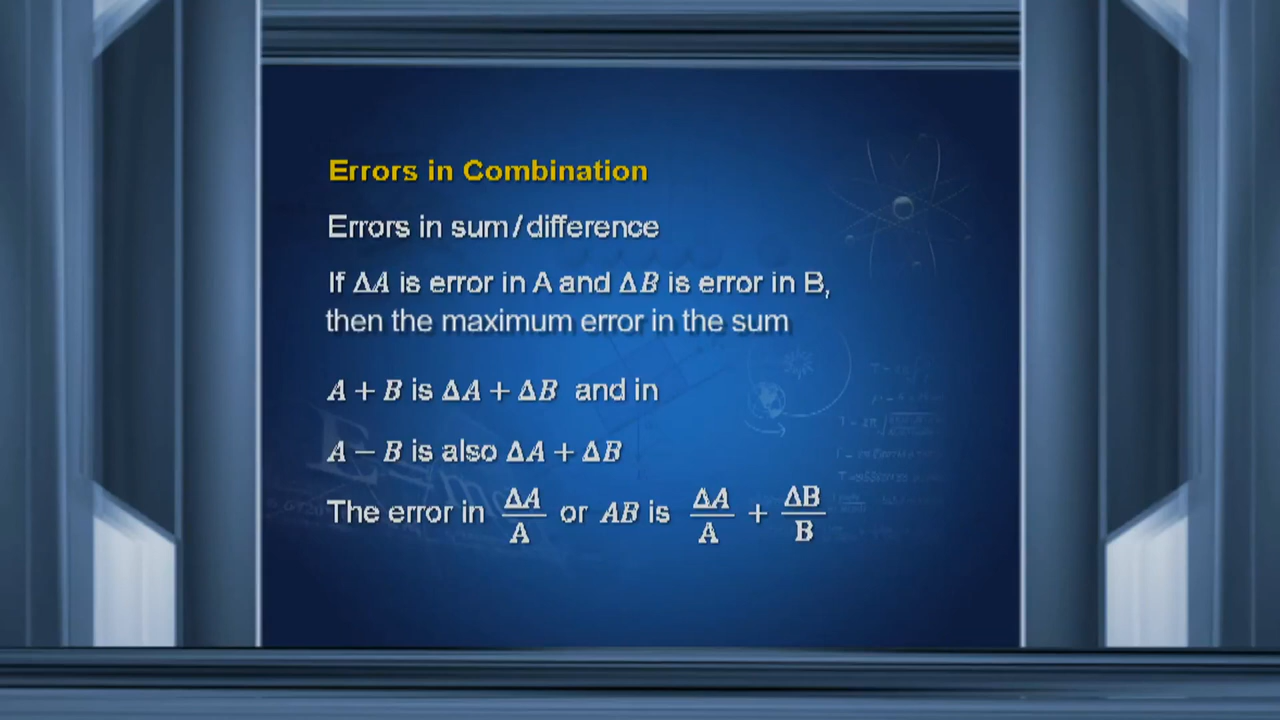 Errors in Combination
Errors in sum/difference
If ΔA is error in A and ΔB is error in B,
then the maximum error in the sum
A + B is ΔA + ΔB and in
A − B is also ΔA + ΔB
The error in ΔA/A or AB is ΔA/A + ΔB/B